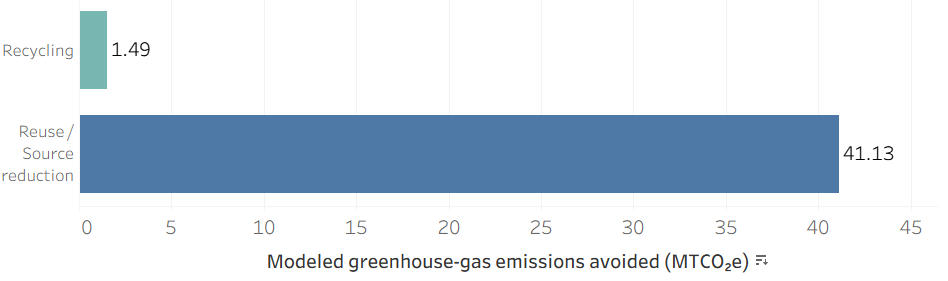 Recycling
1.49
Reuse /
Source
reduction
41.13
0 5 10 15 20 25 30 35 40 45
Modeled greenhouse-gas emissions avoided (MTCO₂e)